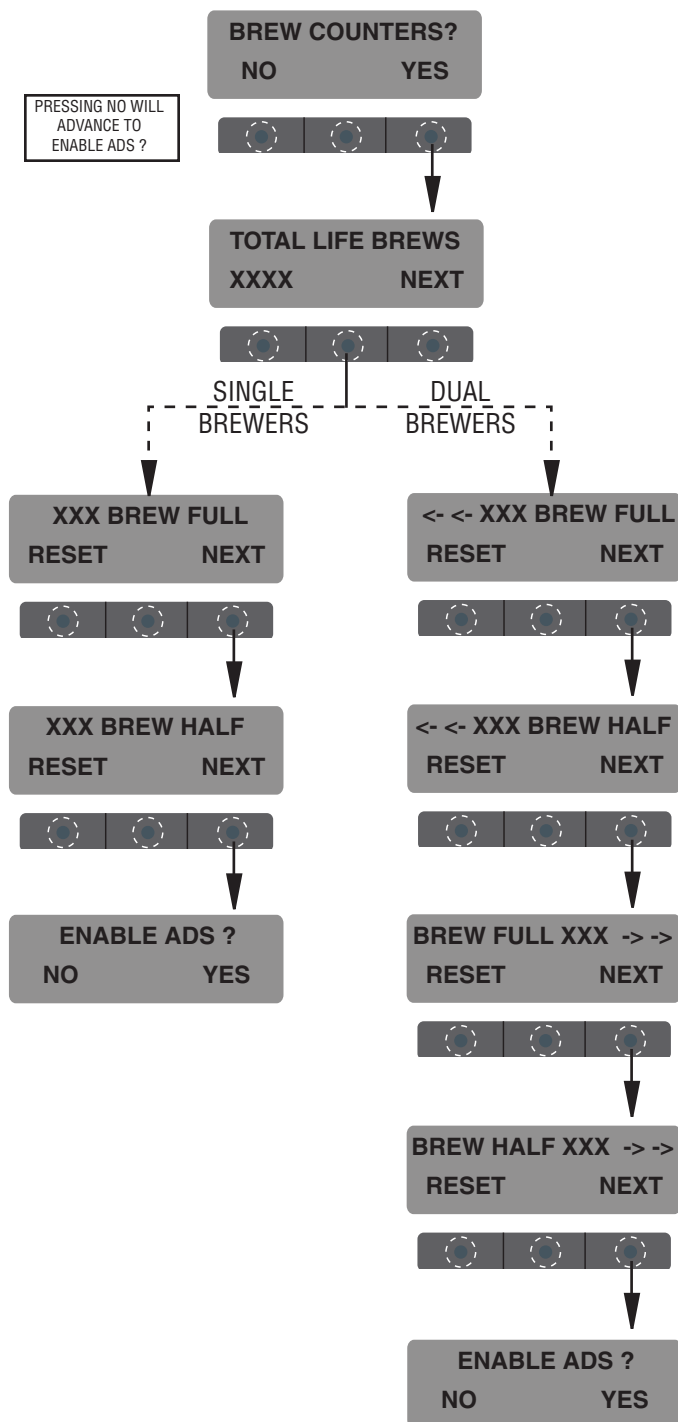 BREW COUNTERS?
NO YES
PRESSING NO WILL
ADVANCE TO
ENABLE ADS ?
TOTAL LIFE BREWS
XXXX NEXT
SINGLE
BREWERS
DUAL
BREWERS
XXX BREW FULL
RESET NEXT
XXX BREW HALF
RESET NEXT
ENABLE ADS ?
NO YES
<- <- XXX BREW FULL
RESET NEXT
<- <- XXX BREW HALF
RESET NEXT
BREW FULL XXX -> ->
RESET NEXT
BREW HALF XXX -> ->
RESET NEXT
ENABLE ADS ?
NO YES